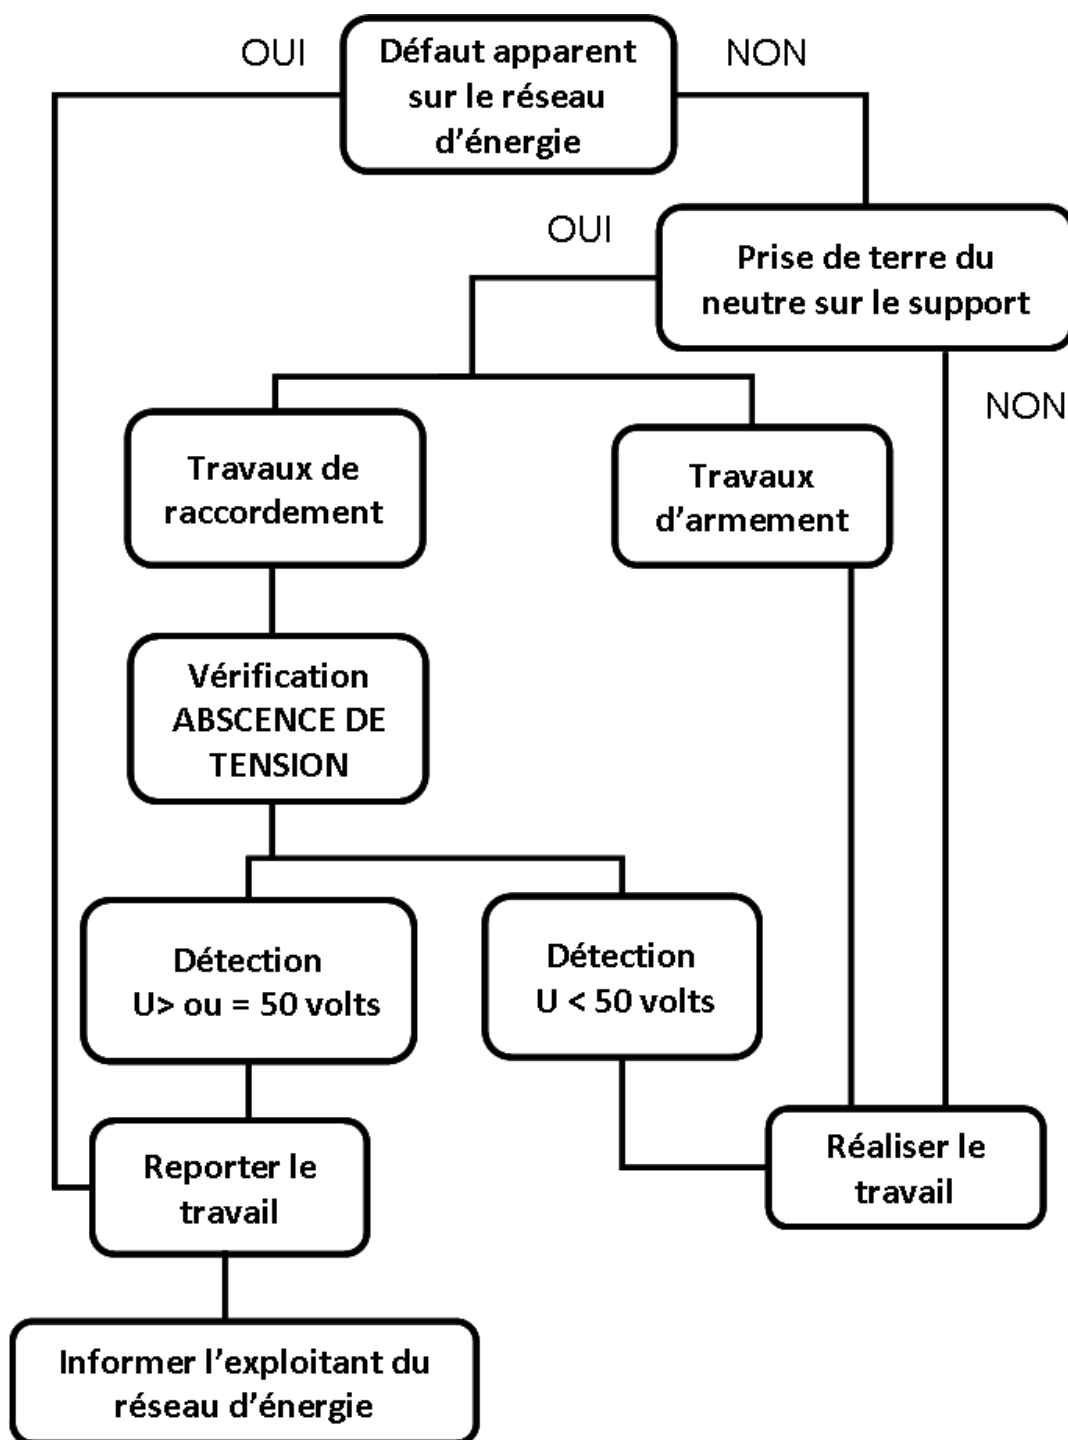 OUI
Défaut apparent
sur le réseau
d’énergie
NON
OUI
Prise de terre du
neutre sur le support
NON
Travaux de
raccordement
Travaux
d’armement
Vérification
ABSCENCE DE
TENSION
Détection
U> ou = 50 volts
Détection
U < 50 volts
Reporter le
travail
Réaliser le
travail
Informer l’exploitant du
réseau d’énergie